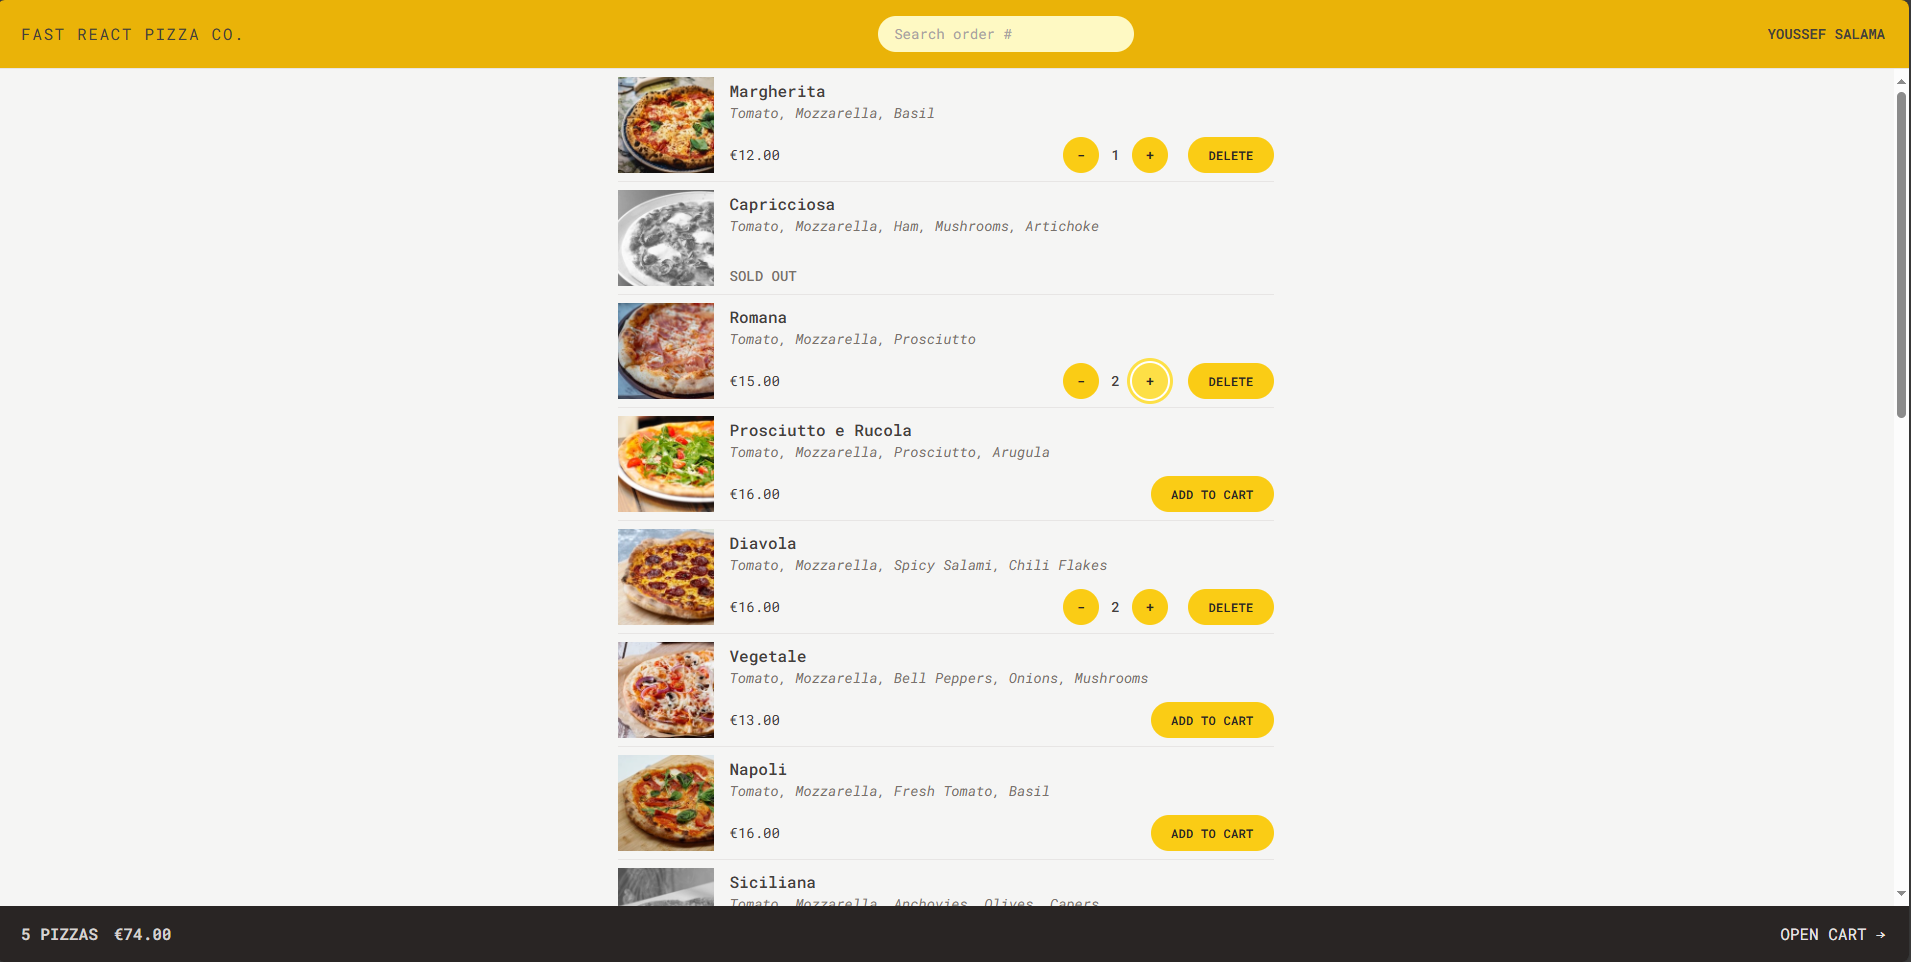 FAST REACT PIZZA CO.
Search order #
YOUSSEF SALAMA
Margherita
Tomato, Mozzarella, Basil
€12.00
- 1 + DELETE
Capricciosa
Tomato, Mozzarella, Ham, Mushrooms, Artichoke
SOLD OUT
Romana
Tomato, Mozzarella, Prosciutto
€15.00
- 2 + DELETE
Prosciutto e Rucola
Tomato, Mozzarella, Prosciutto, Arugula
€16.00
ADD TO CART
Diavola
Tomato, Mozzarella, Spicy Salami, Chili Flakes
€16.00
- 2 + DELETE
Vegetale
Tomato, Mozzarella, Bell Peppers, Onions, Mushrooms
€13.00
ADD TO CART
Napoli
Tomato, Mozzarella, Fresh Tomato, Basil
€16.00
ADD TO CART
Siciliana
Tomato, Mozzarella, Anchovies, Olives, Capers
5 PIZZAS €74.00
OPEN CART →